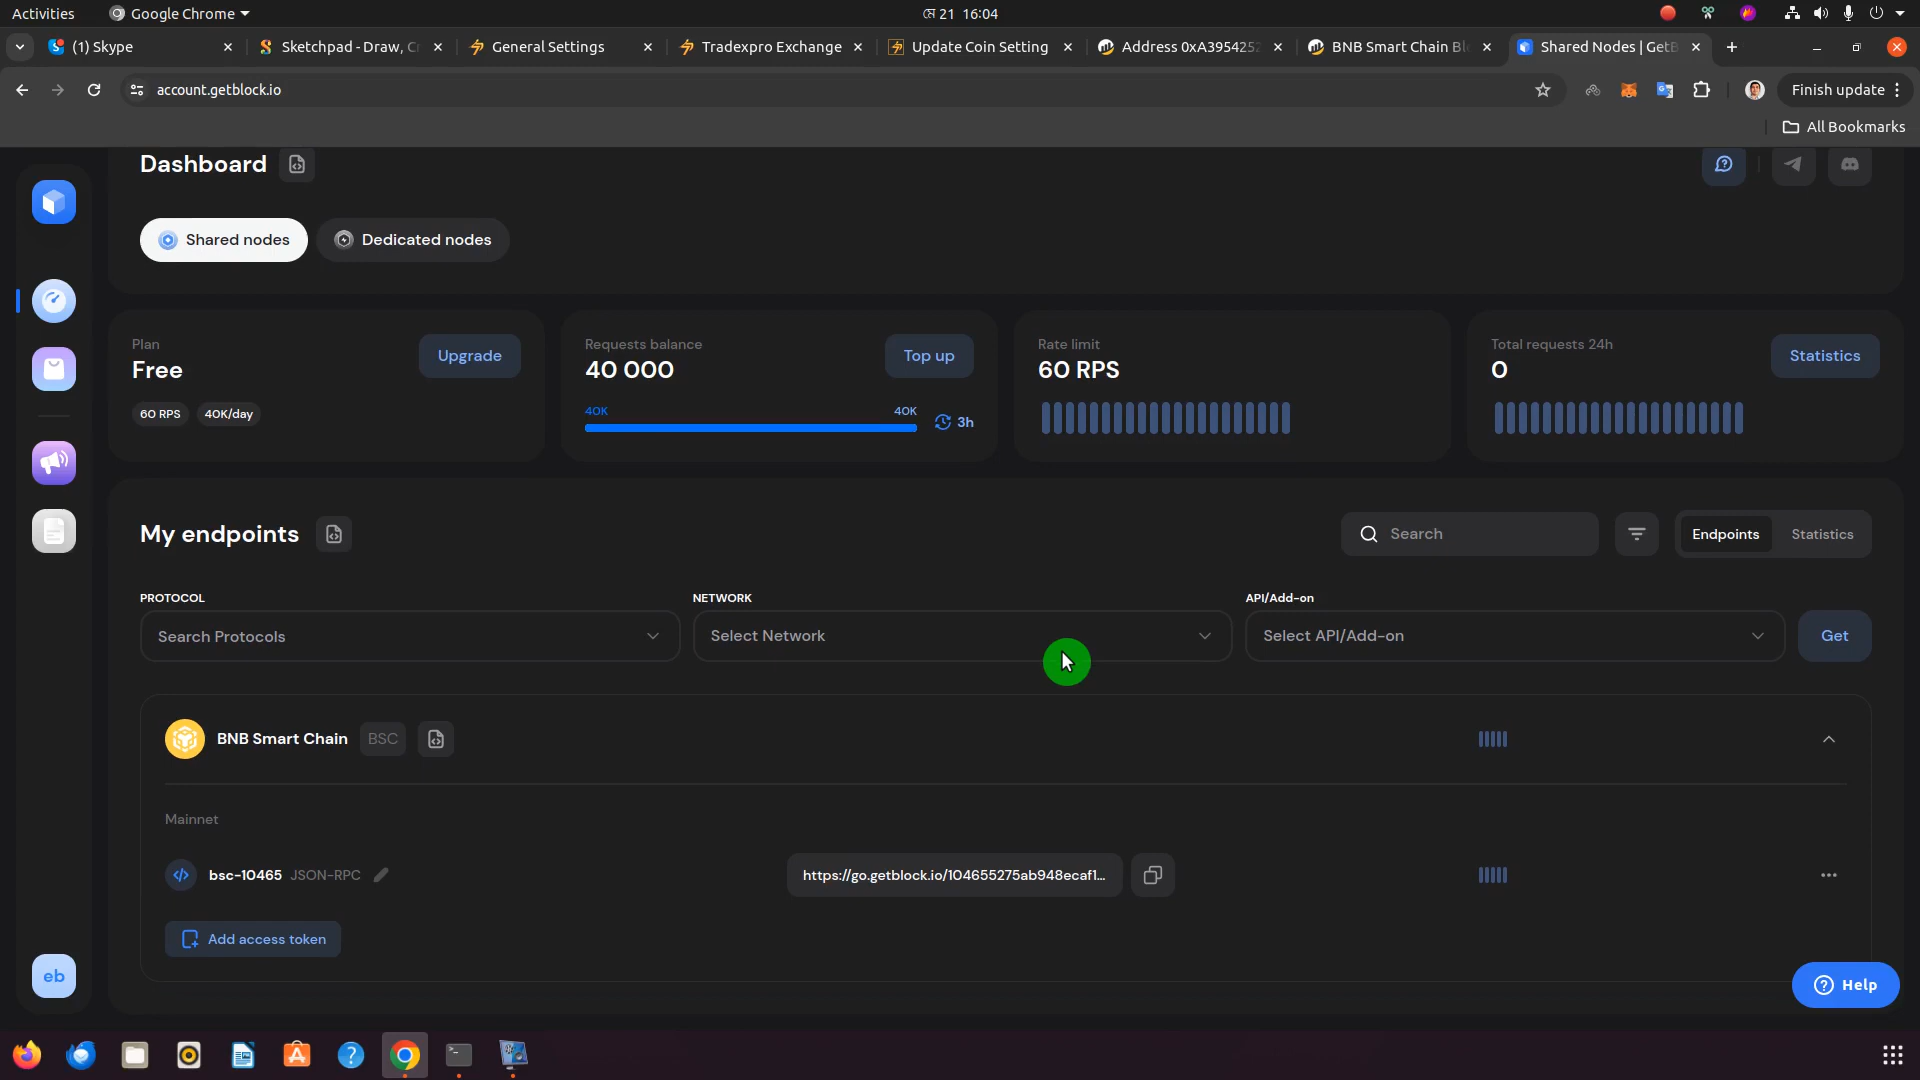 Activities
Google Chrome
মে 21 16:04
(1) Skype
Sketchpad - Draw, Cr
General Settings
Tradexpro Exchange
Update Coin Setting
Address 0xA395425
BNB Smart Chain Bl
Shared Nodes | GetB
account.getblock.io
Finish update
All Bookmarks
Dashboard
Shared nodes
Dedicated nodes
Plan
Free
Upgrade
60 RPS
40K/day
Requests balance
40 000
Top up
40K
40K
3h
Rate limit
60 RPS
Total requests 24h
0
Statistics
My endpoints
Search
Endpoints
Statistics
PROTOCOL
NETWORK
API/Add-on
Search Protocols
Select Network
Select API/Add-on
Get
BNB Smart Chain
BSC
Mainnet
bsc-10465 JSON-RPC
https://go.getblock.io/104655275ab948ecaf1...
Add access token
eb
Help